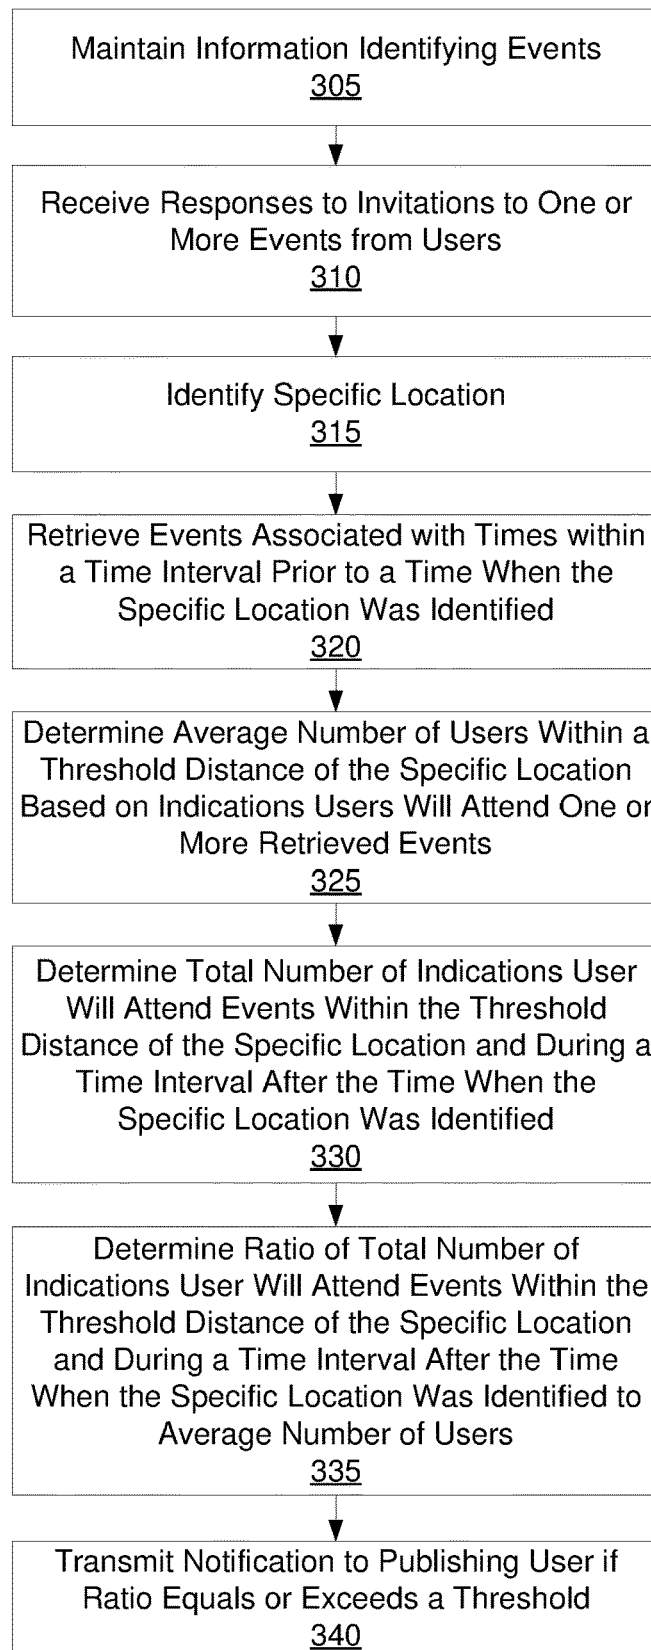 Maintain Information Identifying Events
305
Receive Responses to Invitations to One or
More Events from Users
310
Identify Specific Location
315
Retrieve Events Associated with Times within
a Time Interval Prior to a Time When the
Specific Location Was Identified
320
Determine Average Number of Users Within a
Threshold Distance of the Specific Location
Based on Indications Users Will Attend One or
More Retrieved Events
325
Determine Total Number of Indications User
Will Attend Events Within the Threshold
Distance of the Specific Location and During a
Time Interval After the Time When the
Specific Location Was Identified
330
Determine Ratio of Total Number of
Indications User Will Attend Events Within the
Threshold Distance of the Specific Location
and During a Time Interval After the Time
When the Specific Location Was Identified to
Average Number of Users
335
Transmit Notification to Publishing User if
Ratio Equals or Exceeds a Threshold
340